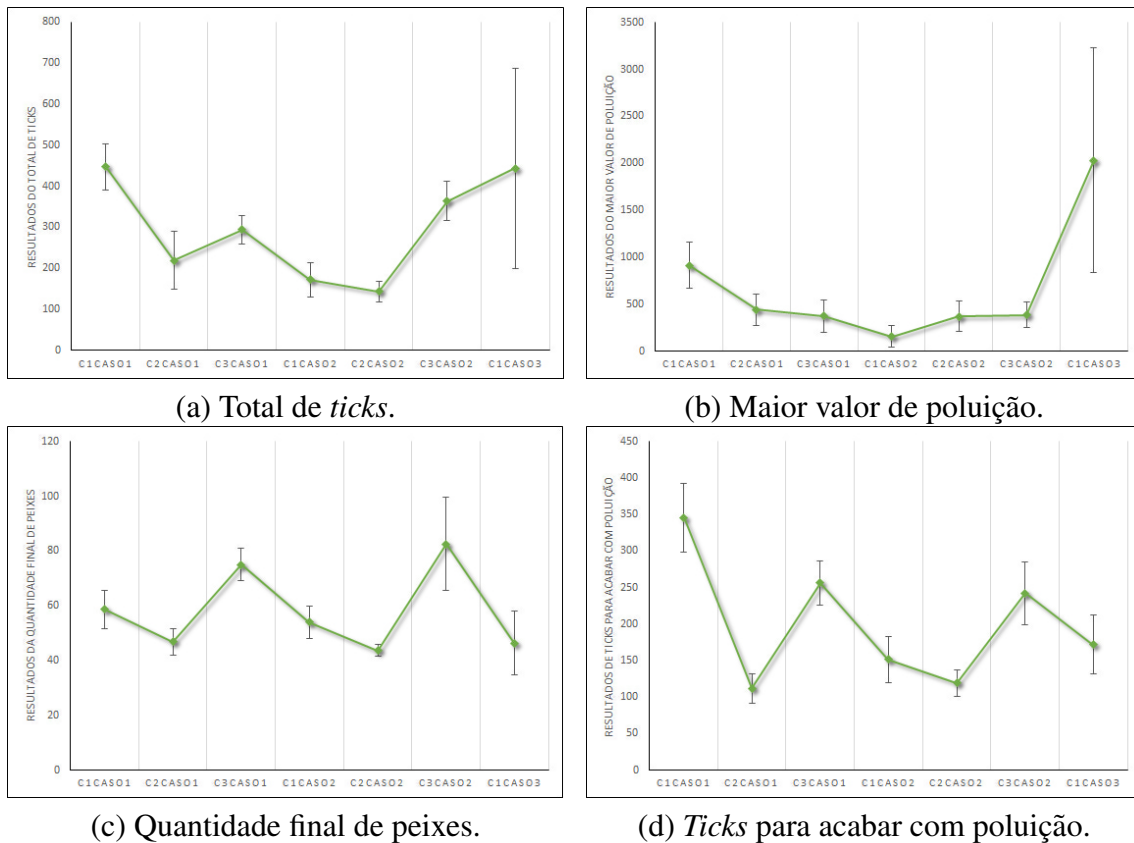 800
700
600
500
400
300
200
100
0
RESULTADOS DO TOTAL DE TICKS
C1CASO1 C2CASO1 C3CASO1 C1CASO2 C2CASO2 C3CASO2 C1CASO3
(a) Total de ticks.
3500
3000
2500
2000
1500
1000
500
0
RESULTADOS DO MAIOR VALOR DE POLUIÇÃO
C1CASO1 C2CASO1 C3CASO1 C1CASO2 C2CASO2 C3CASO2 C1CASO3
(b) Maior valor de poluição.
120
100
80
60
40
20
0
RESULTADOS DA QUANTIDADE FINAL DE PEIXES
C1CASO1 C2CASO1 C3CASO1 C1CASO2 C2CASO2 C3CASO2 C1CASO3
(c) Quantidade final de peixes.
450
400
350
300
250
200
150
100
50
0
RESULTADOS DE TICKS PARA ACABAR COM POLUIÇÃO
C1CASO1 C2CASO1 C3CASO1 C1CASO2 C2CASO2 C3CASO2 C1CASO3
(d) Ticks para acabar com poluição.